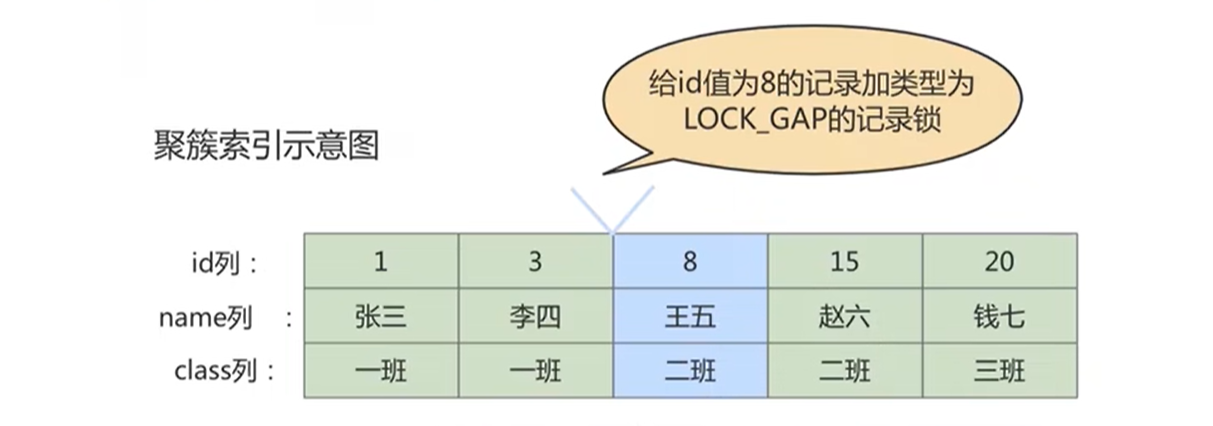 给id值为8的记录加类型为
LOCK_GAP的记录锁
聚簇索引示意图
id列： 1 3 8 15 20
name列 ： 张三 李四 王五 赵六 钱七
class列： 一班 一班 二班 二班 三班